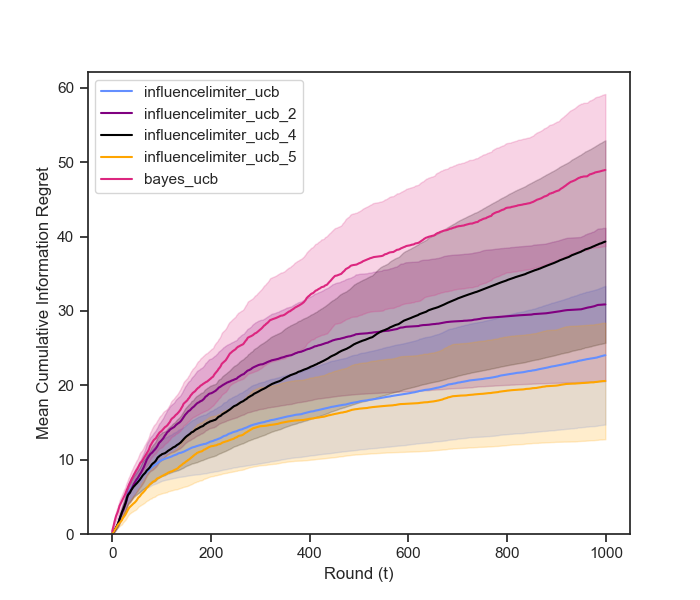 60
50
40
30
20
10
0
Mean Cumulative Information Regret
influencelimiter_ucb
influencelimiter_ucb_2
influencelimiter_ucb_4
influencelimiter_ucb_5
bayes_ucb
0 200 400 600 800 1000
Round (t)